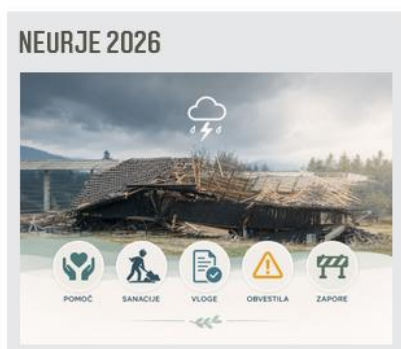 NEURJE 2026
POMOČ
SANACIJE
VLOGE
OBVESTILA
ZAPORE